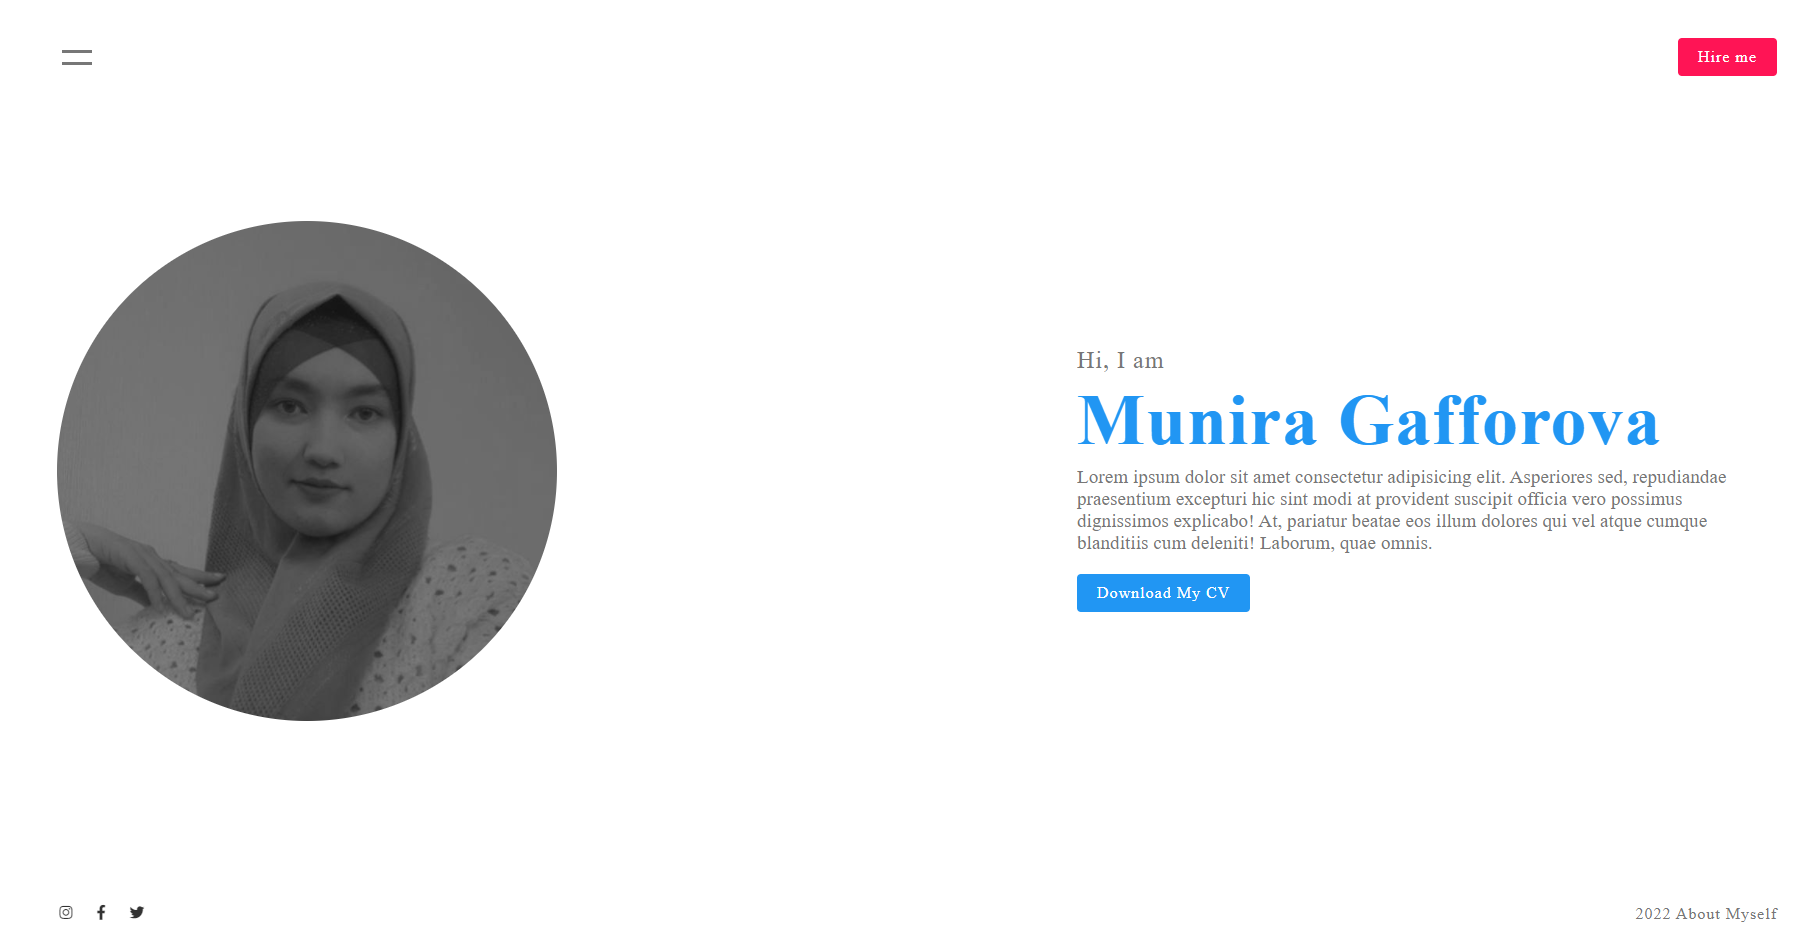 Hire me
Hi, I am
Munira Gafforova
Lorem ipsum dolor sit amet consectetur adipisicing elit. Asperiores sed, repudiandae
praesentium excepturi hic sint modi at provident suscipit officia vero possimus
dignissimos explicabo! At, pariatur beatae eos illum dolores qui vel atque cumque
blanditiis cum deleniti! Laborum, quae omnis.
Download My CV
2022 About Myself